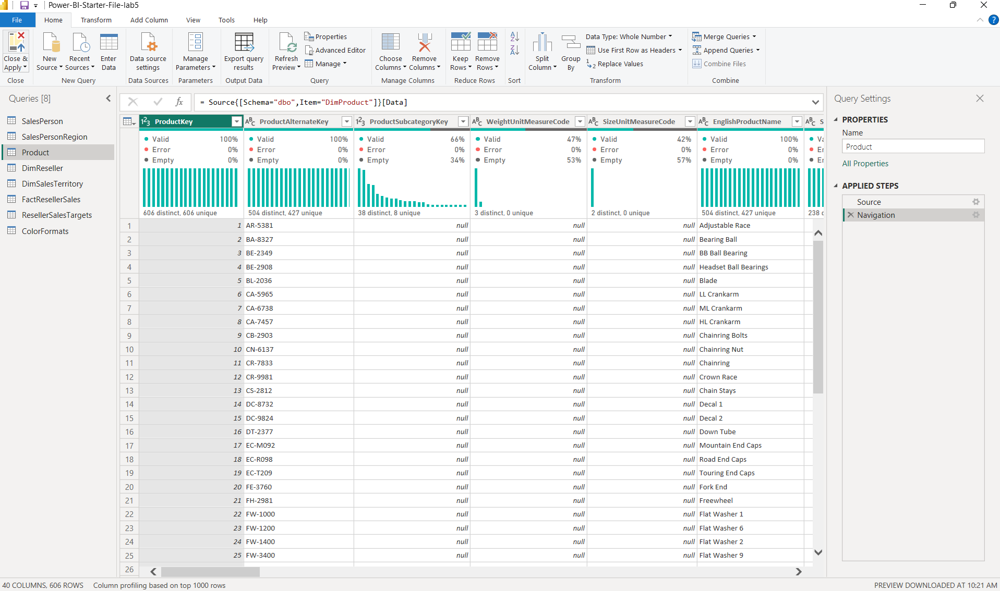 Power-BI-Starter-File-lab5
File Home Transform Add Column View Tools Help
Close & Apply
Close
New Source
Recent Sources
Enter Data
New Query
Data source settings
Data Sources
Manage Parameters
Parameters
Export query results
Output Data
Refresh Preview
Properties
Advanced Editor
Manage
Query
Choose Columns
Remove Columns
Manage Columns
Keep Rows
Remove Rows
Reduce Rows
Sort
Split Column
Group By
Data Type: Whole Number
Use First Row as Headers
Replace Values
Transform
Merge Queries
Append Queries
Combine Files
Combine
Queries [8]
SalesPerson
SalesPersonRegion
Product
DimReseller
DimSalesTerritory
FactResellerSales
ResellerSalesTargets
ColorFormats
fx = Source{[Schema="dbo",Item="DimProduct"]}[Data]
ProductKey ProductAlternateKey ProductSubcategoryKey WeightUnitMeasureCode SizeUnitMeasureCode EnglishProductName S
Valid 100% Valid 100% Valid 66% Valid 47% Valid 42% Valid 100% Va
Error 0% Error 0% Error 0% Error 0% Error 0% Error 0% Er
Empty 0% Empty 0% Empty 34% Empty 53% Empty 57% Empty 0% Er
606 distinct, 606 unique 504 distinct, 427 unique 38 distinct, 8 unique 3 distinct, 0 unique 2 distinct, 0 unique 504 distinct, 427 unique 238 d
1 1 AR-5381 null null null Adjustable Race
2 2 BA-8327 null null null Bearing Ball
3 3 BE-2349 null null null BB Ball Bearing
4 4 BE-2908 null null null Headset Ball Bearings
5 5 BL-2036 null null null Blade
6 6 CA-5965 null null null LL Crankarm
7 7 CA-6738 null null null ML Crankarm
8 8 CA-7457 null null null HL Crankarm
9 9 CB-2903 null null null Chainring Bolts
10 10 CN-6137 null null null Chainring Nut
11 11 CR-7833 null null null Chainring
12 12 CR-9981 null null null Crown Race
13 13 CS-2812 null null null Chain Stays
14 14 DC-8732 null null null Decal 1
15 15 DC-9824 null null null Decal 2
16 16 DT-2377 null null null Down Tube
17 17 EC-M092 null null null Mountain End Caps
18 18 EC-R098 null null null Road End Caps
19 19 EC-T209 null null null Touring End Caps
20 20 FE-3760 null null null Fork End
21 21 FH-2981 null null null Freewheel
22 22 FW-1000 null null null Flat Washer 1
23 23 FW-1200 null null null Flat Washer 6
24 24 FW-1400 null null null Flat Washer 2
25 25 FW-3400 null null null Flat Washer 9
26
Query Settings
PROPERTIES
Name
Product
All Properties
APPLIED STEPS
Source
Navigation
40 COLUMNS, 606 ROWS Column profiling based on top 1000 rows
PREVIEW DOWNLOADED AT 10:21 AM